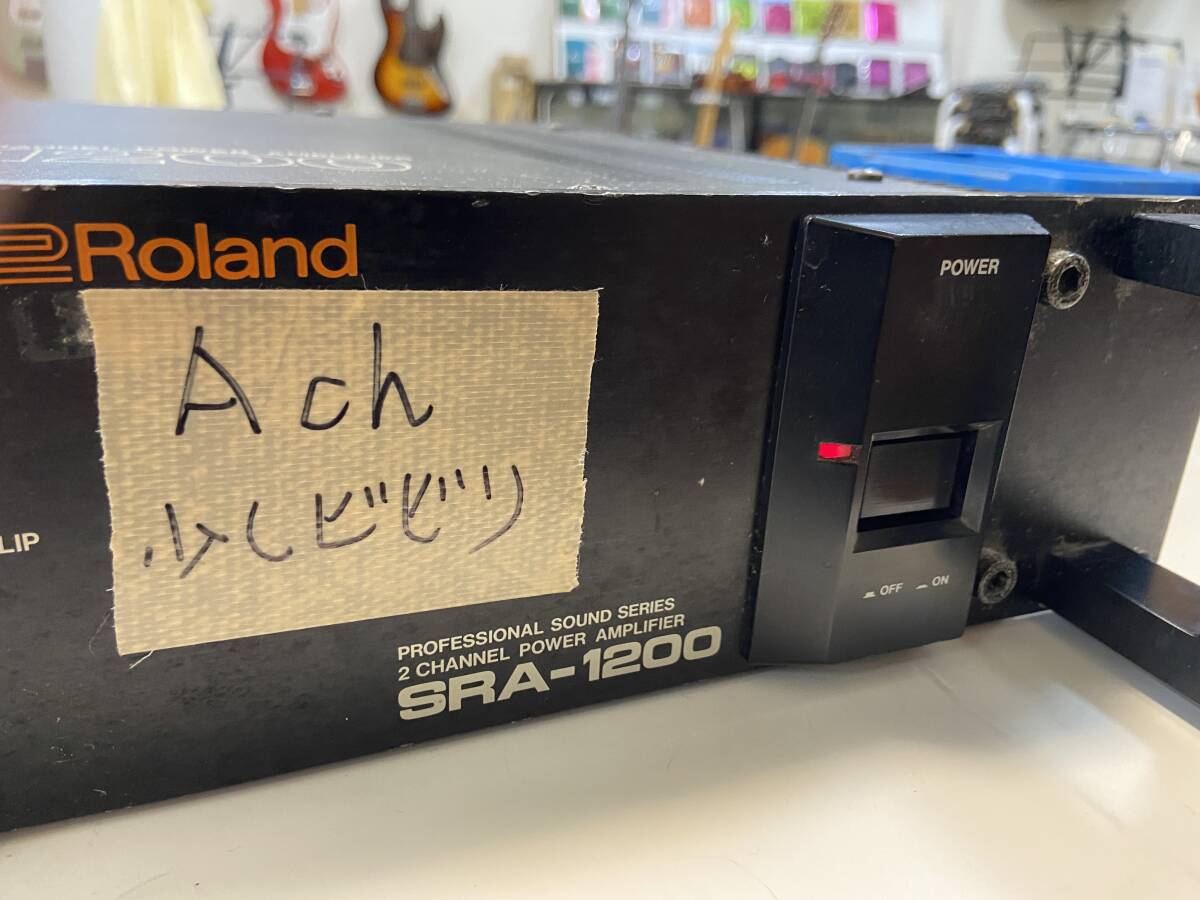 Roland
POWER
A ch
少しビビリ
LIP
OFF ON
PROFESSIONAL SOUND SERIES
2 CHANNEL POWER AMPLIFIER
SRA-1200